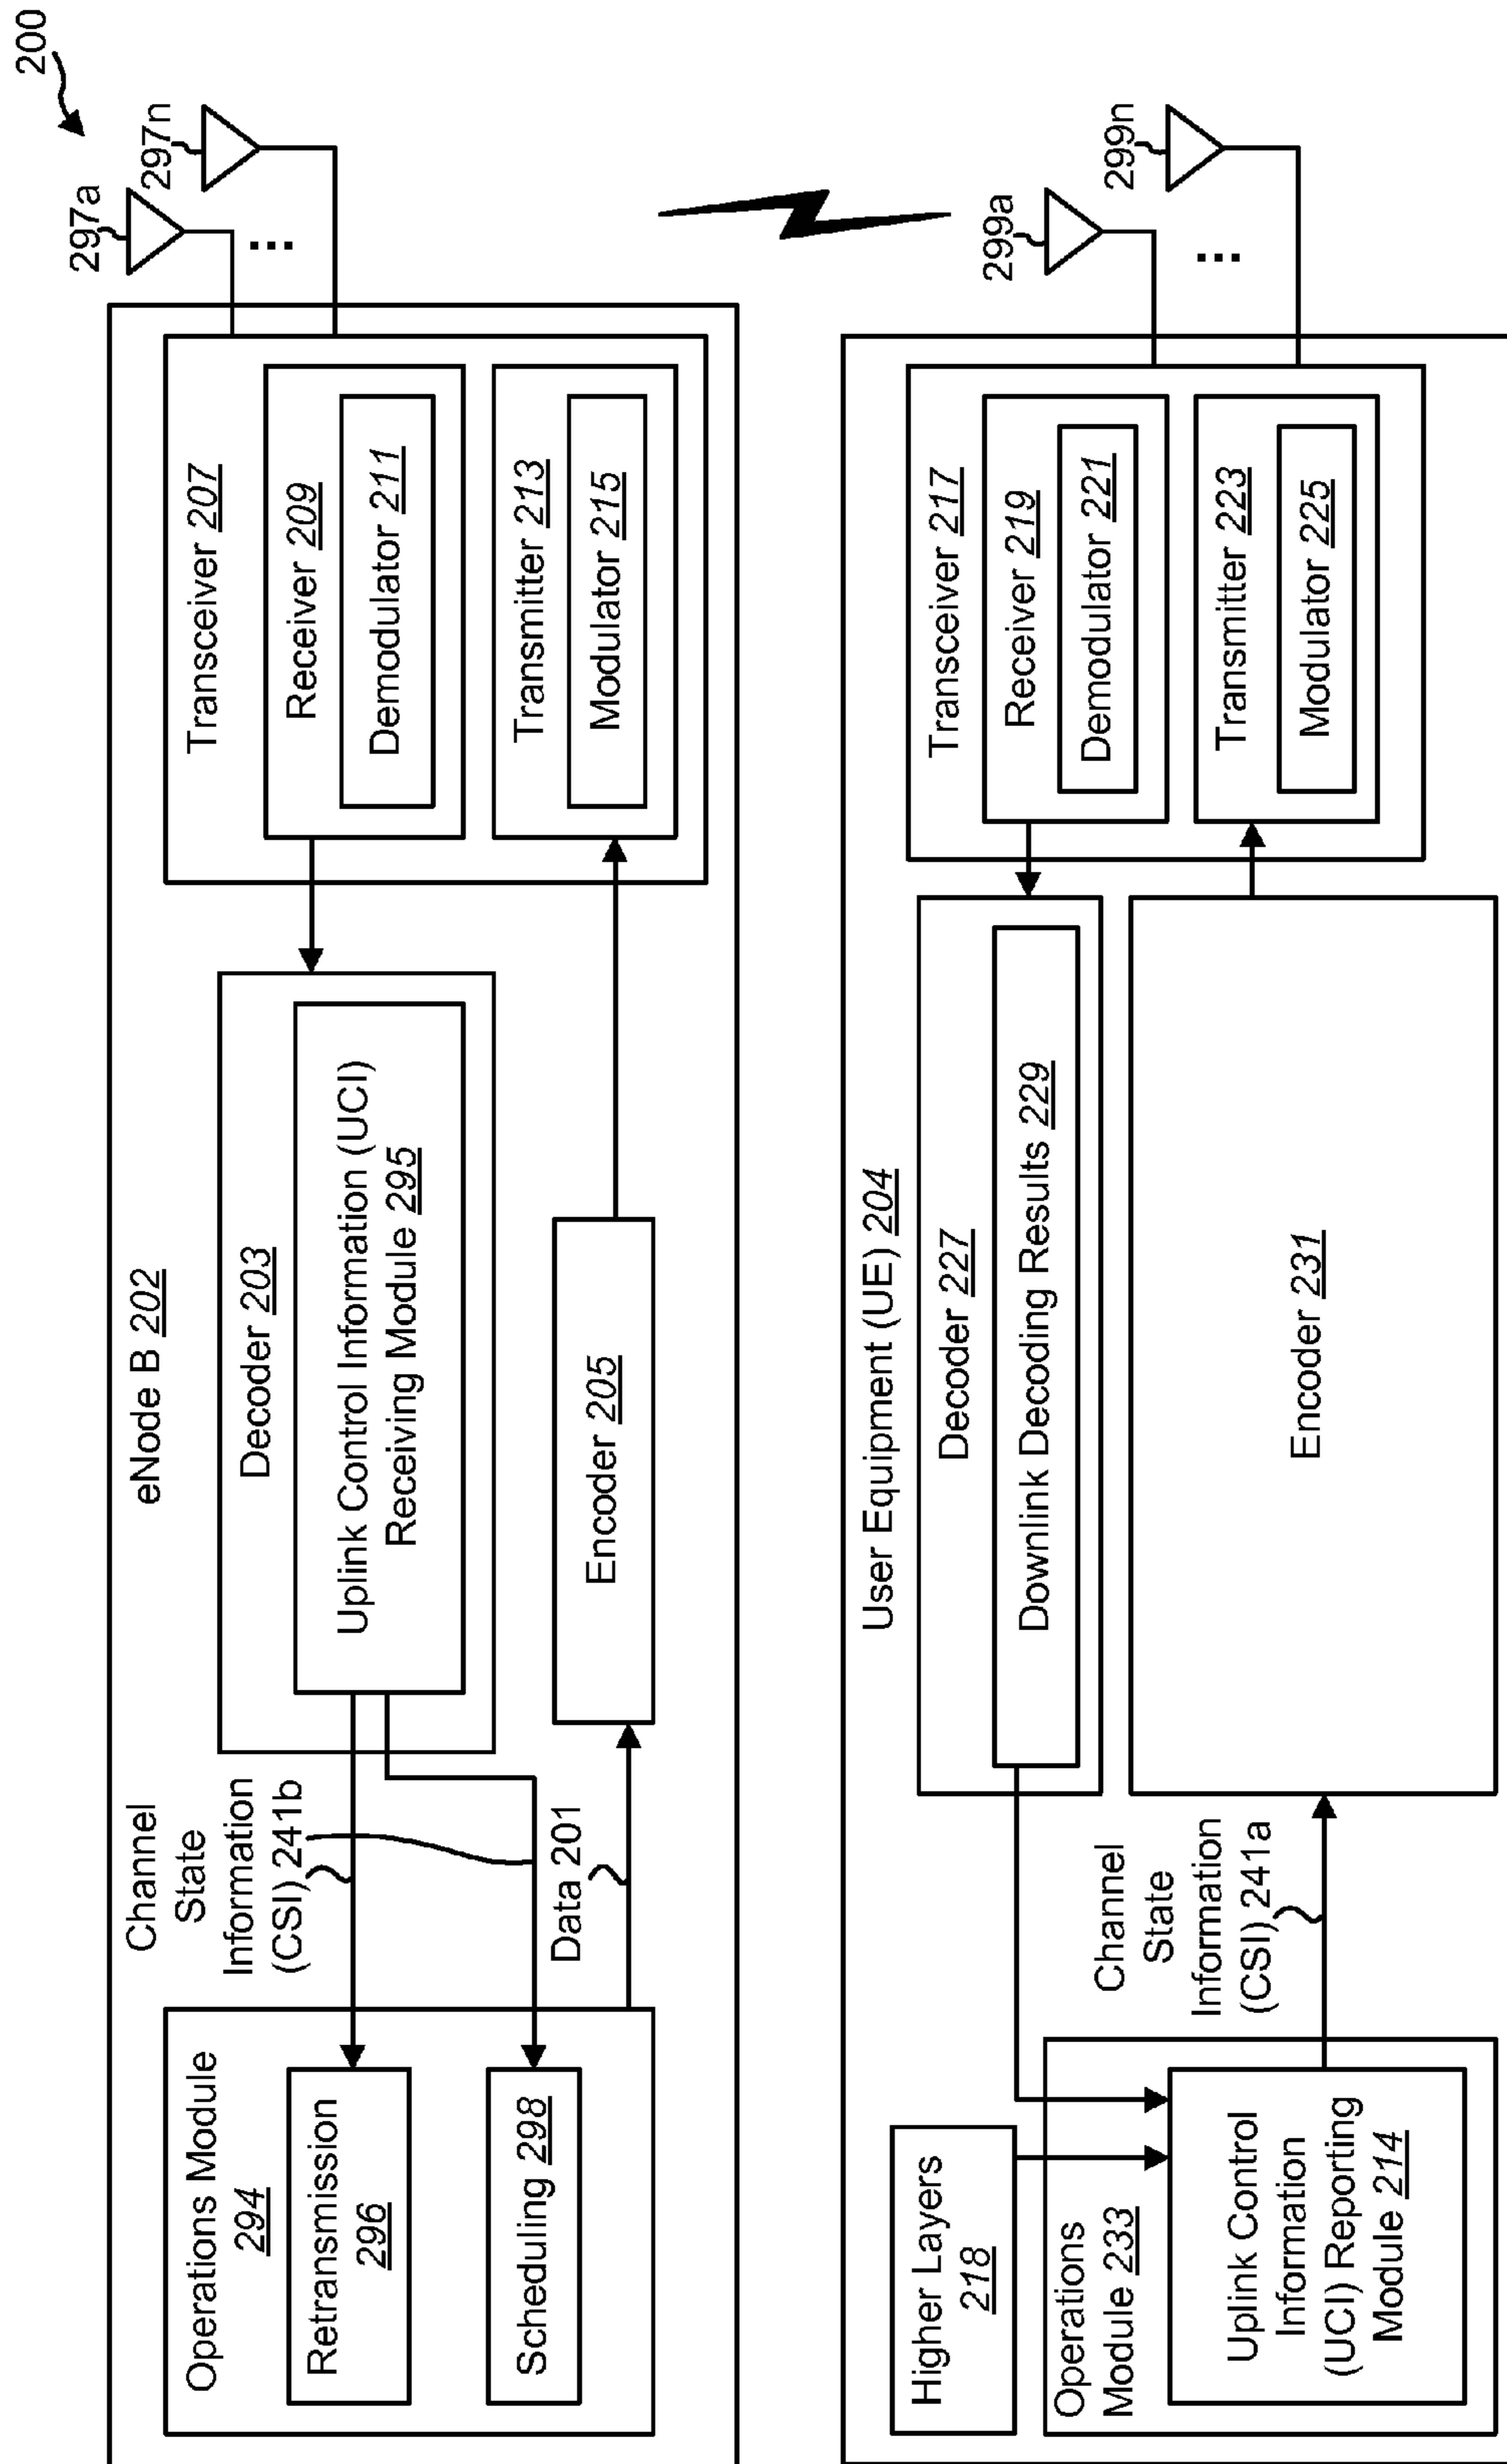 200
eNode B 202
Operations Module
294
Retransmission
296
Scheduling 298
Channel
State
Information
(CSI) 241b
Data 201
Decoder 203
Uplink Control Information (UCI)
Receiving Module 295
Encoder 205
Transceiver 207
Receiver 209
Demodulator 211
Transmitter 213
Modulator 215
297a
297n
...
User Equipment (UE) 204
Higher Layers
218
Operations
Module 233
Uplink Control
Information
(UCI) Reporting
Module 214
Channel
State
Information
(CSI) 241a
Decoder 227
Downlink Decoding Results 229
Encoder 231
Transceiver 217
Receiver 219
Demodulator 221
Transmitter 223
Modulator 225
299a
299n
...